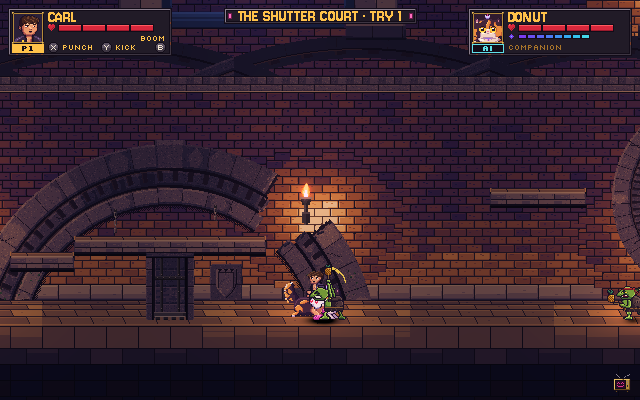 CARL
BOOM
P1 X PUNCH Y KICK B
THE SHUTTER COURT · TRY 1
DONUT
AI COMPANION